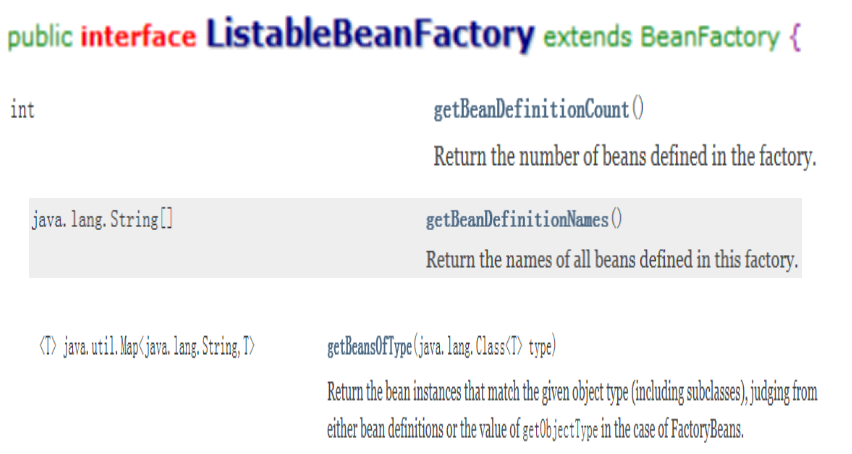 public interface ListableBeanFactory extends BeanFactory {
int getBeanDefinitionCount()
Return the number of beans defined in the factory.
java.lang.String[] getBeanDefinitionNames()
Return the names of all beans defined in this factory.
<T> java.util.Map<java.lang.String,T> getBeansOfType(java.lang.Class<T> type)
Return the bean instances that match the given object type (including subclasses), judging from
either bean definitions or the value of getObjectType in the case of FactoryBeans.